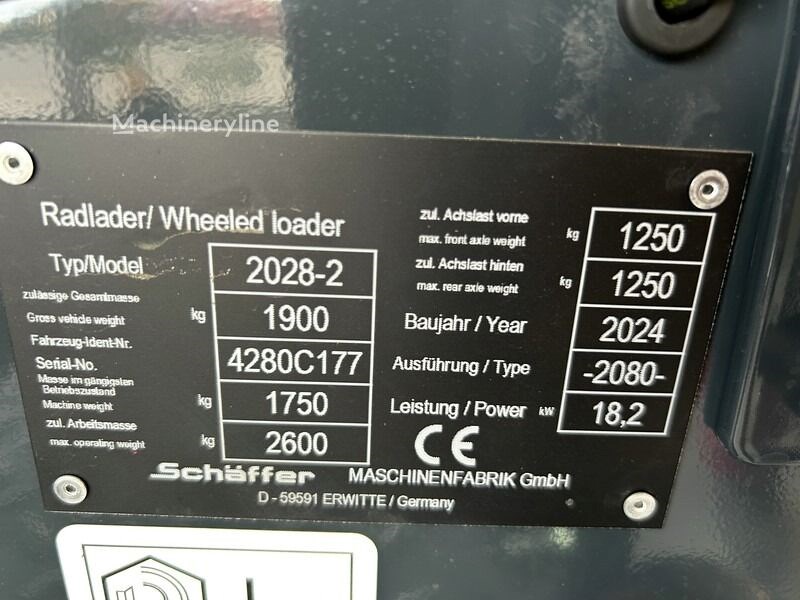 Machineryline
Radlader/ Wheeled loader
Typ/Model 2028-2
zulässige Gesamtmasse
Gross vehicle weight kg 1900
Fahrzeug-Ident-Nr.
Serial-No. 4280C177
Masse im gängigsten
Betriebszustand
Machine weight kg 1750
zul. Arbeitsmasse
max. operating weight kg 2600
zul. Achslast vorne
max. front axle weight kg 1250
zul. Achslast hinten
max. rear axle weight kg 1250
Baujahr / Year 2024
Ausführung / Type -2080-
Leistung / Power kW 18,2
CE
Schäffer MASCHINENFABRIK GmbH
D - 59591 ERWITTE / Germany